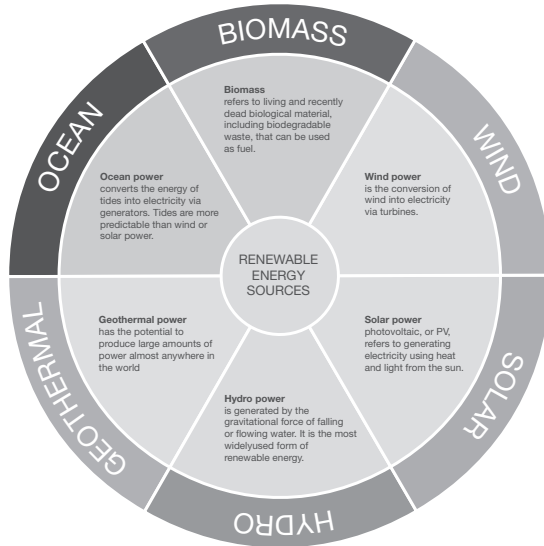 BIOMASS
Biomass
refers to living and recently
dead biological material,
including biodegradable
waste, that can be used
as fuel.
WIND
Wind power
is the conversion of
wind into electricity
via turbines.
SOLAR
Solar power
photovoltaic, or PV,
refers to generating
electricity using heat
and light from the sun.
HYDRO
Hydro power
is generated by the
gravitational force of falling
or flowing water. It is the most
widelyused form of
renewable energy.
GEOTHERMAL
Geothermal power
has the potential to
produce large amounts of
power almost anywhere in
the world
OCEAN
Ocean power
converts the energy of
tides into electricity via
generators. Tides are more
predictable than wind or
solar power.
RENEWABLE
ENERGY
SOURCES